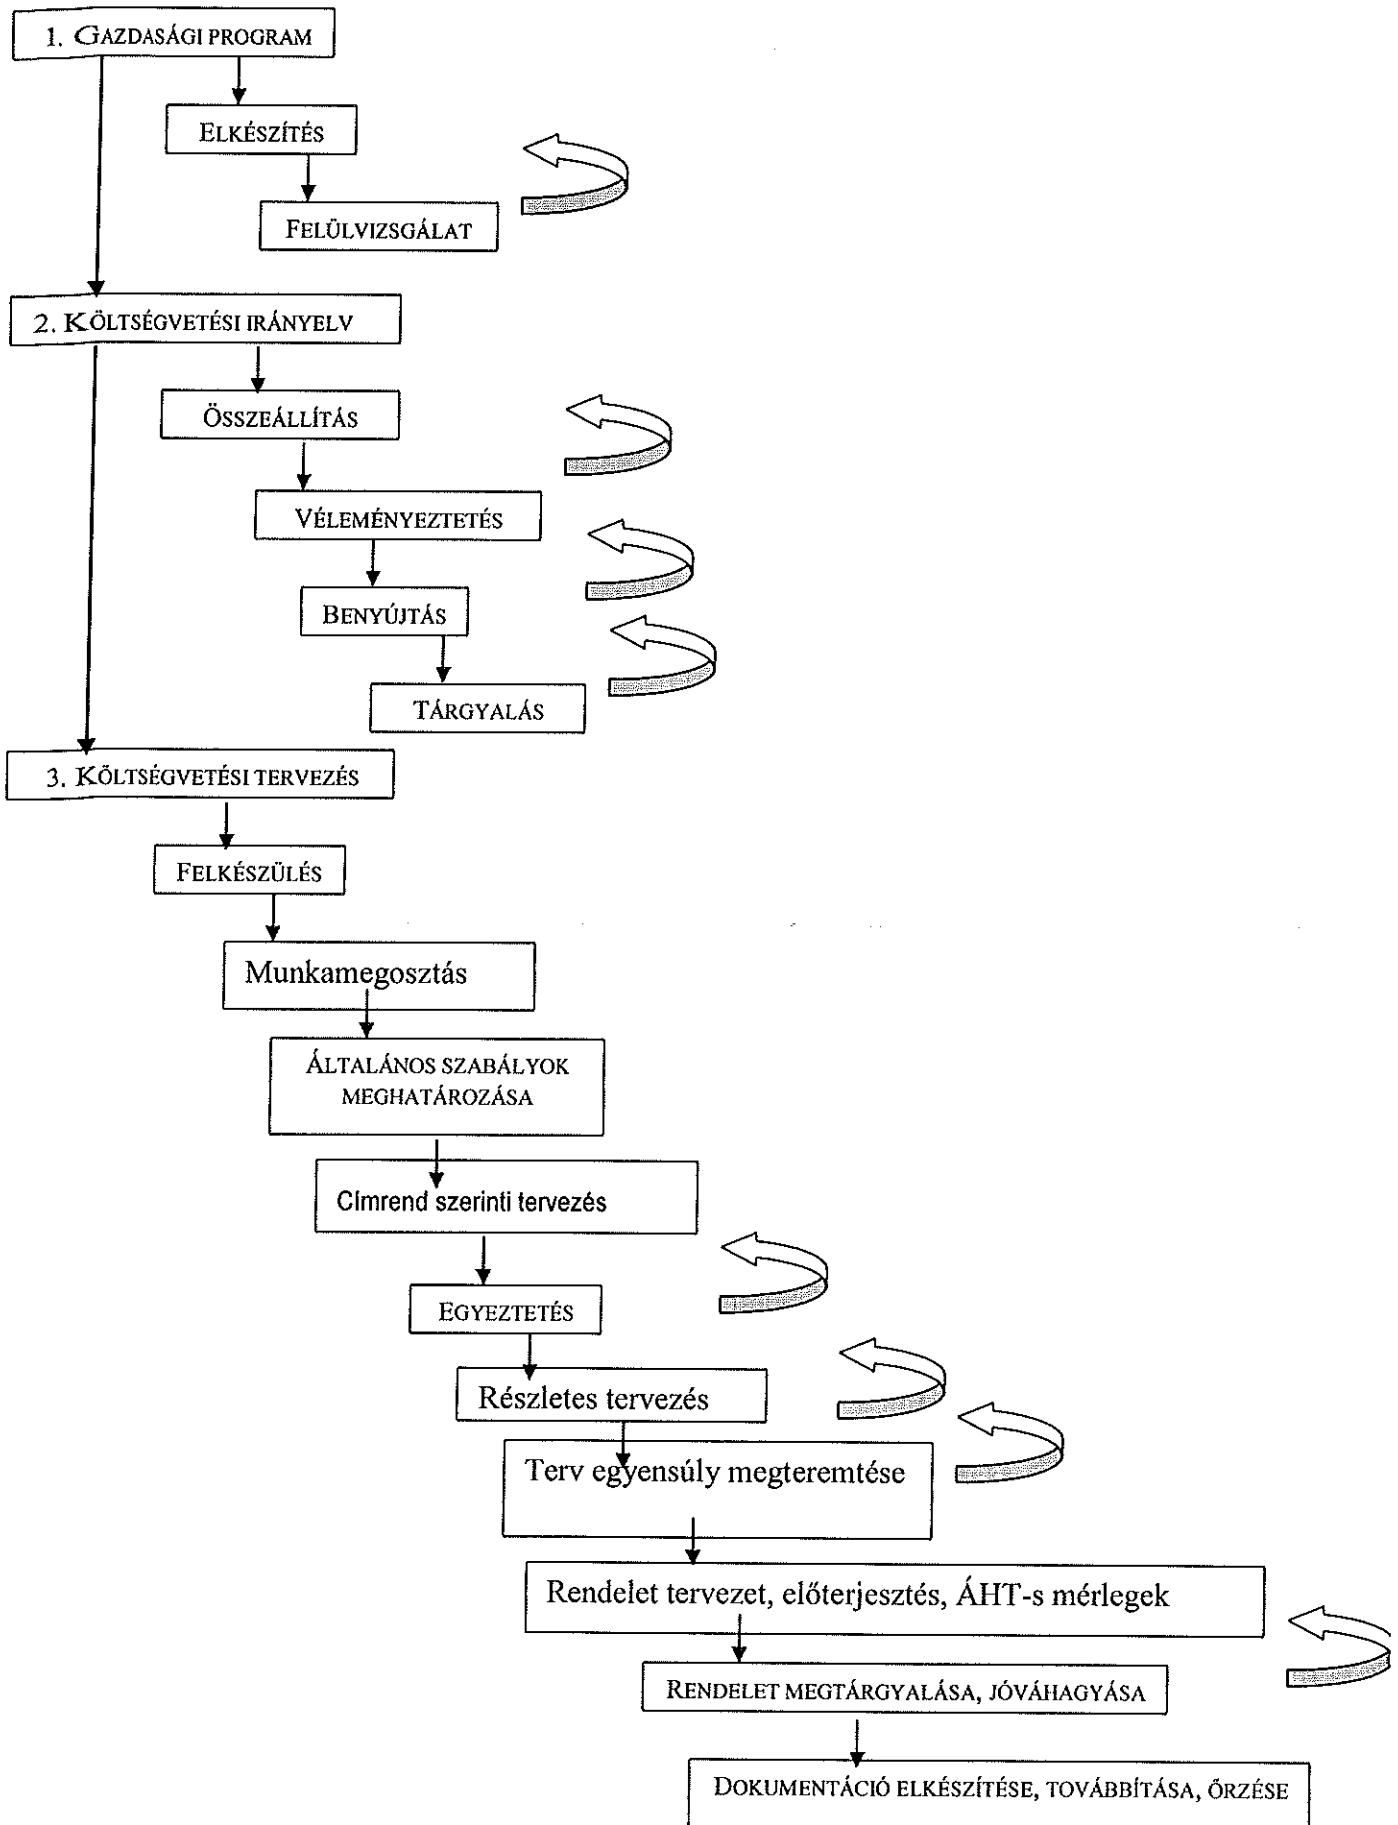 1. GAZDASÁGI PROGRAM
ELKÉSZÍTÉS
FELÜLVIZSGÁLAT
2. KÖLTSÉGVETÉSI IRÁNYELV
ÖSSZEÁLLÍTÁS
VÉLEMÉNYEZTETÉS
BENYÚJTÁS
TÁRGYALÁS
3. KÖLTSÉGVETÉSI TERVEZÉS
FELKÉSZÜLÉS
Munkamegosztás
ÁLTALÁNOS SZABÁLYOK
MEGHATÁROZÁSA
Címrend szerinti tervezés
EGYEZTETÉS
Részletes tervezés
Terv egyensúly megteremtése
Rendelet tervezet, előterjesztés, ÁHT-s mérlegek
RENDELET MEGTÁRGYALÁSA, JÓVÁHAGYÁSA
DOKUMENTÁCIÓ ELKÉSZÍTÉSE, TOVÁBBÍTÁSA, ŐRZÉSE